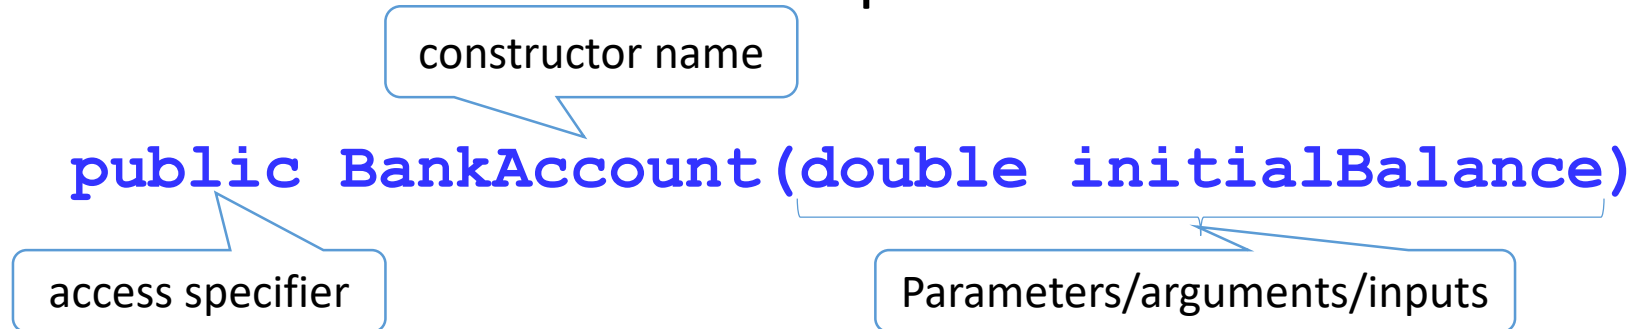 constructor name
public BankAccount(double initialBalance)
access specifier
Parameters/arguments/inputs